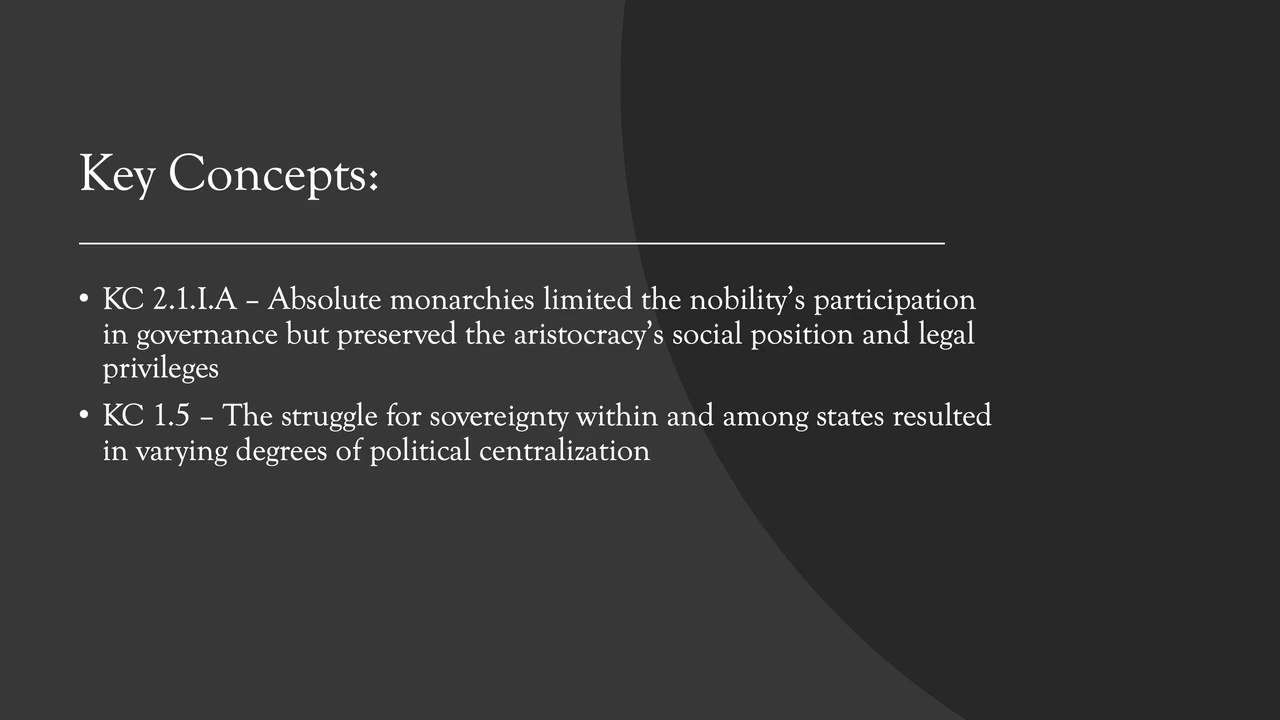 Key Concepts:
• KC 2.1.I.A – Absolute monarchies limited the nobility’s participation
in governance but preserved the aristocracy’s social position and legal
privileges
• KC 1.5 – The struggle for sovereignty within and among states resulted
in varying degrees of political centralization